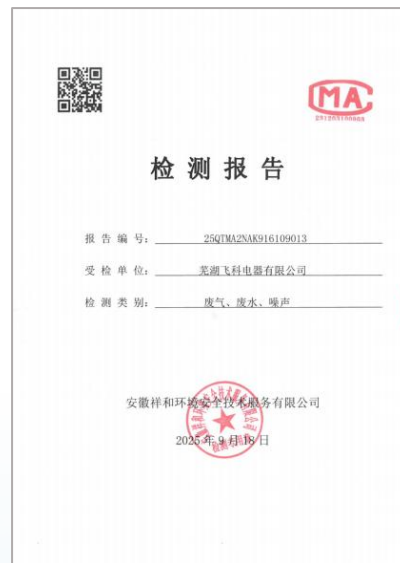 MA
检测报告
报告编号: 25QTMA2NAK916109013
受检单位: 芜湖飞科电器有限公司
检测类别: 废气、废水、噪声
安徽祥和环境安全技术服务有限公司
2025年9月18日